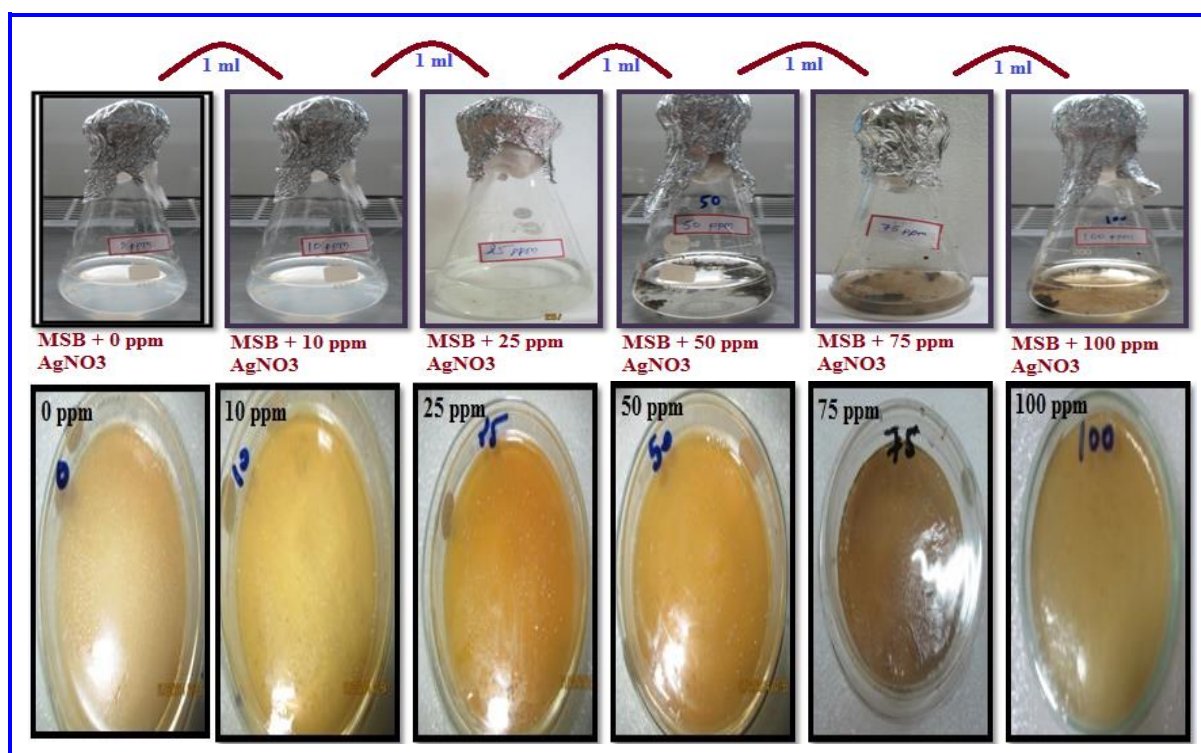 1 ml
1 ml
1 ml
1 ml
1 ml
10 ppm
25 ppm
50
50 ppm
75 ppm
100
100 ppm
MSB + 0 ppm
AgNO3
MSB + 10 ppm
AgNO3
MSB + 25 ppm
AgNO3
MSB + 50 ppm
AgNO3
MSB + 75 ppm
AgNO3
MSB + 100 ppm
AgNO3
0 ppm
10 ppm
25 ppm
50 ppm
75 ppm
100 ppm
0
10
25
50
75
100